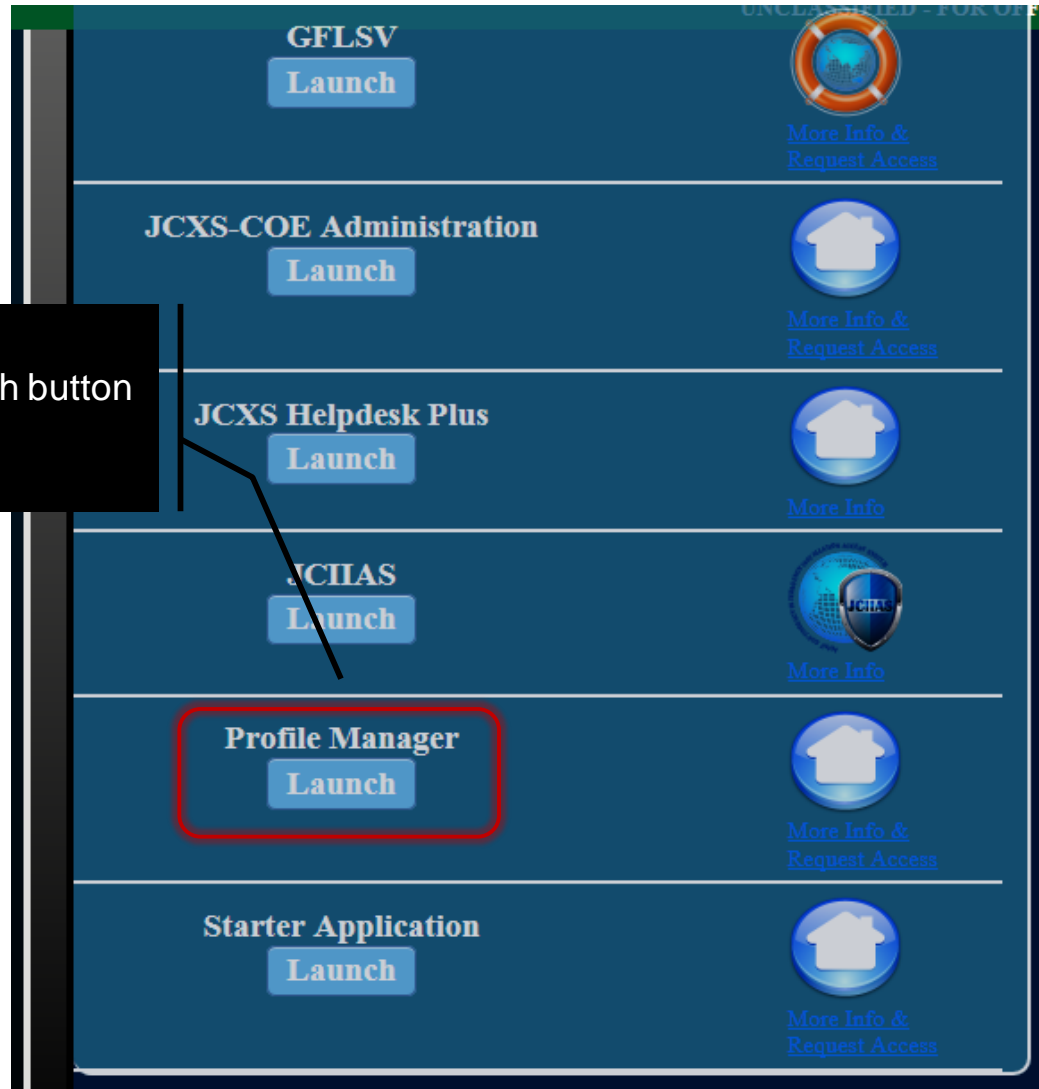 UNCLASSIFIED - FOR OFF
GFLSV
Launch
More Info &
Request Access
JCXS-COE Administration
Launch
More Info &
Request Access
h button
JCXS Helpdesk Plus
Launch
More Info
JCIIAS
Launch
JCIIAS
More Info
Profile Manager
Launch
More Info &
Request Access
Starter Application
Launch
More Info &
Request Access